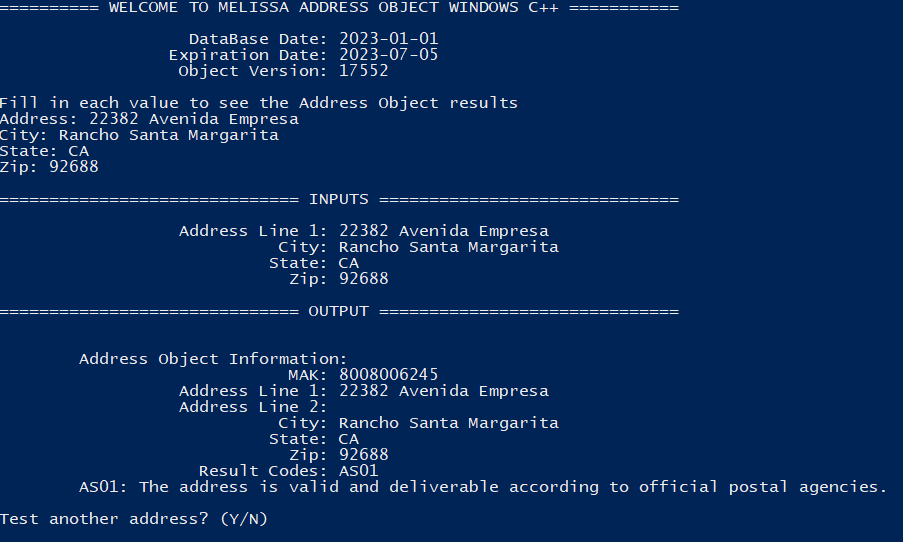 ========== WELCOME TO MELISSA ADDRESS OBJECT WINDOWS C++ ===========
DataBase Date: 2023-01-01
Expiration Date: 2023-07-05
Object Version: 17552
Fill in each value to see the Address Object results
Address: 22382 Avenida Empresa
City: Rancho Santa Margarita
State: CA
Zip: 92688
============================== INPUTS ==============================
Address Line 1: 22382 Avenida Empresa
City: Rancho Santa Margarita
State: CA
Zip: 92688
============================== OUTPUT ==============================
Address Object Information:
MAK: 8008006245
Address Line 1: 22382 Avenida Empresa
Address Line 2:
City: Rancho Santa Margarita
State: CA
Zip: 92688
Result Codes: AS01
AS01: The address is valid and deliverable according to official postal agencies.
Test another address? (Y/N)